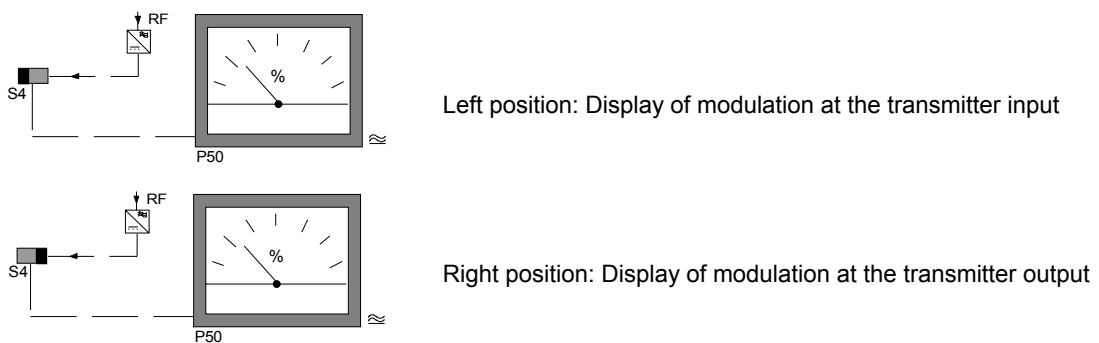 RF
%
S4
Left position: Display of modulation at the transmitter input
P50
RF
%
S4
Right position: Display of modulation at the transmitter output
P50